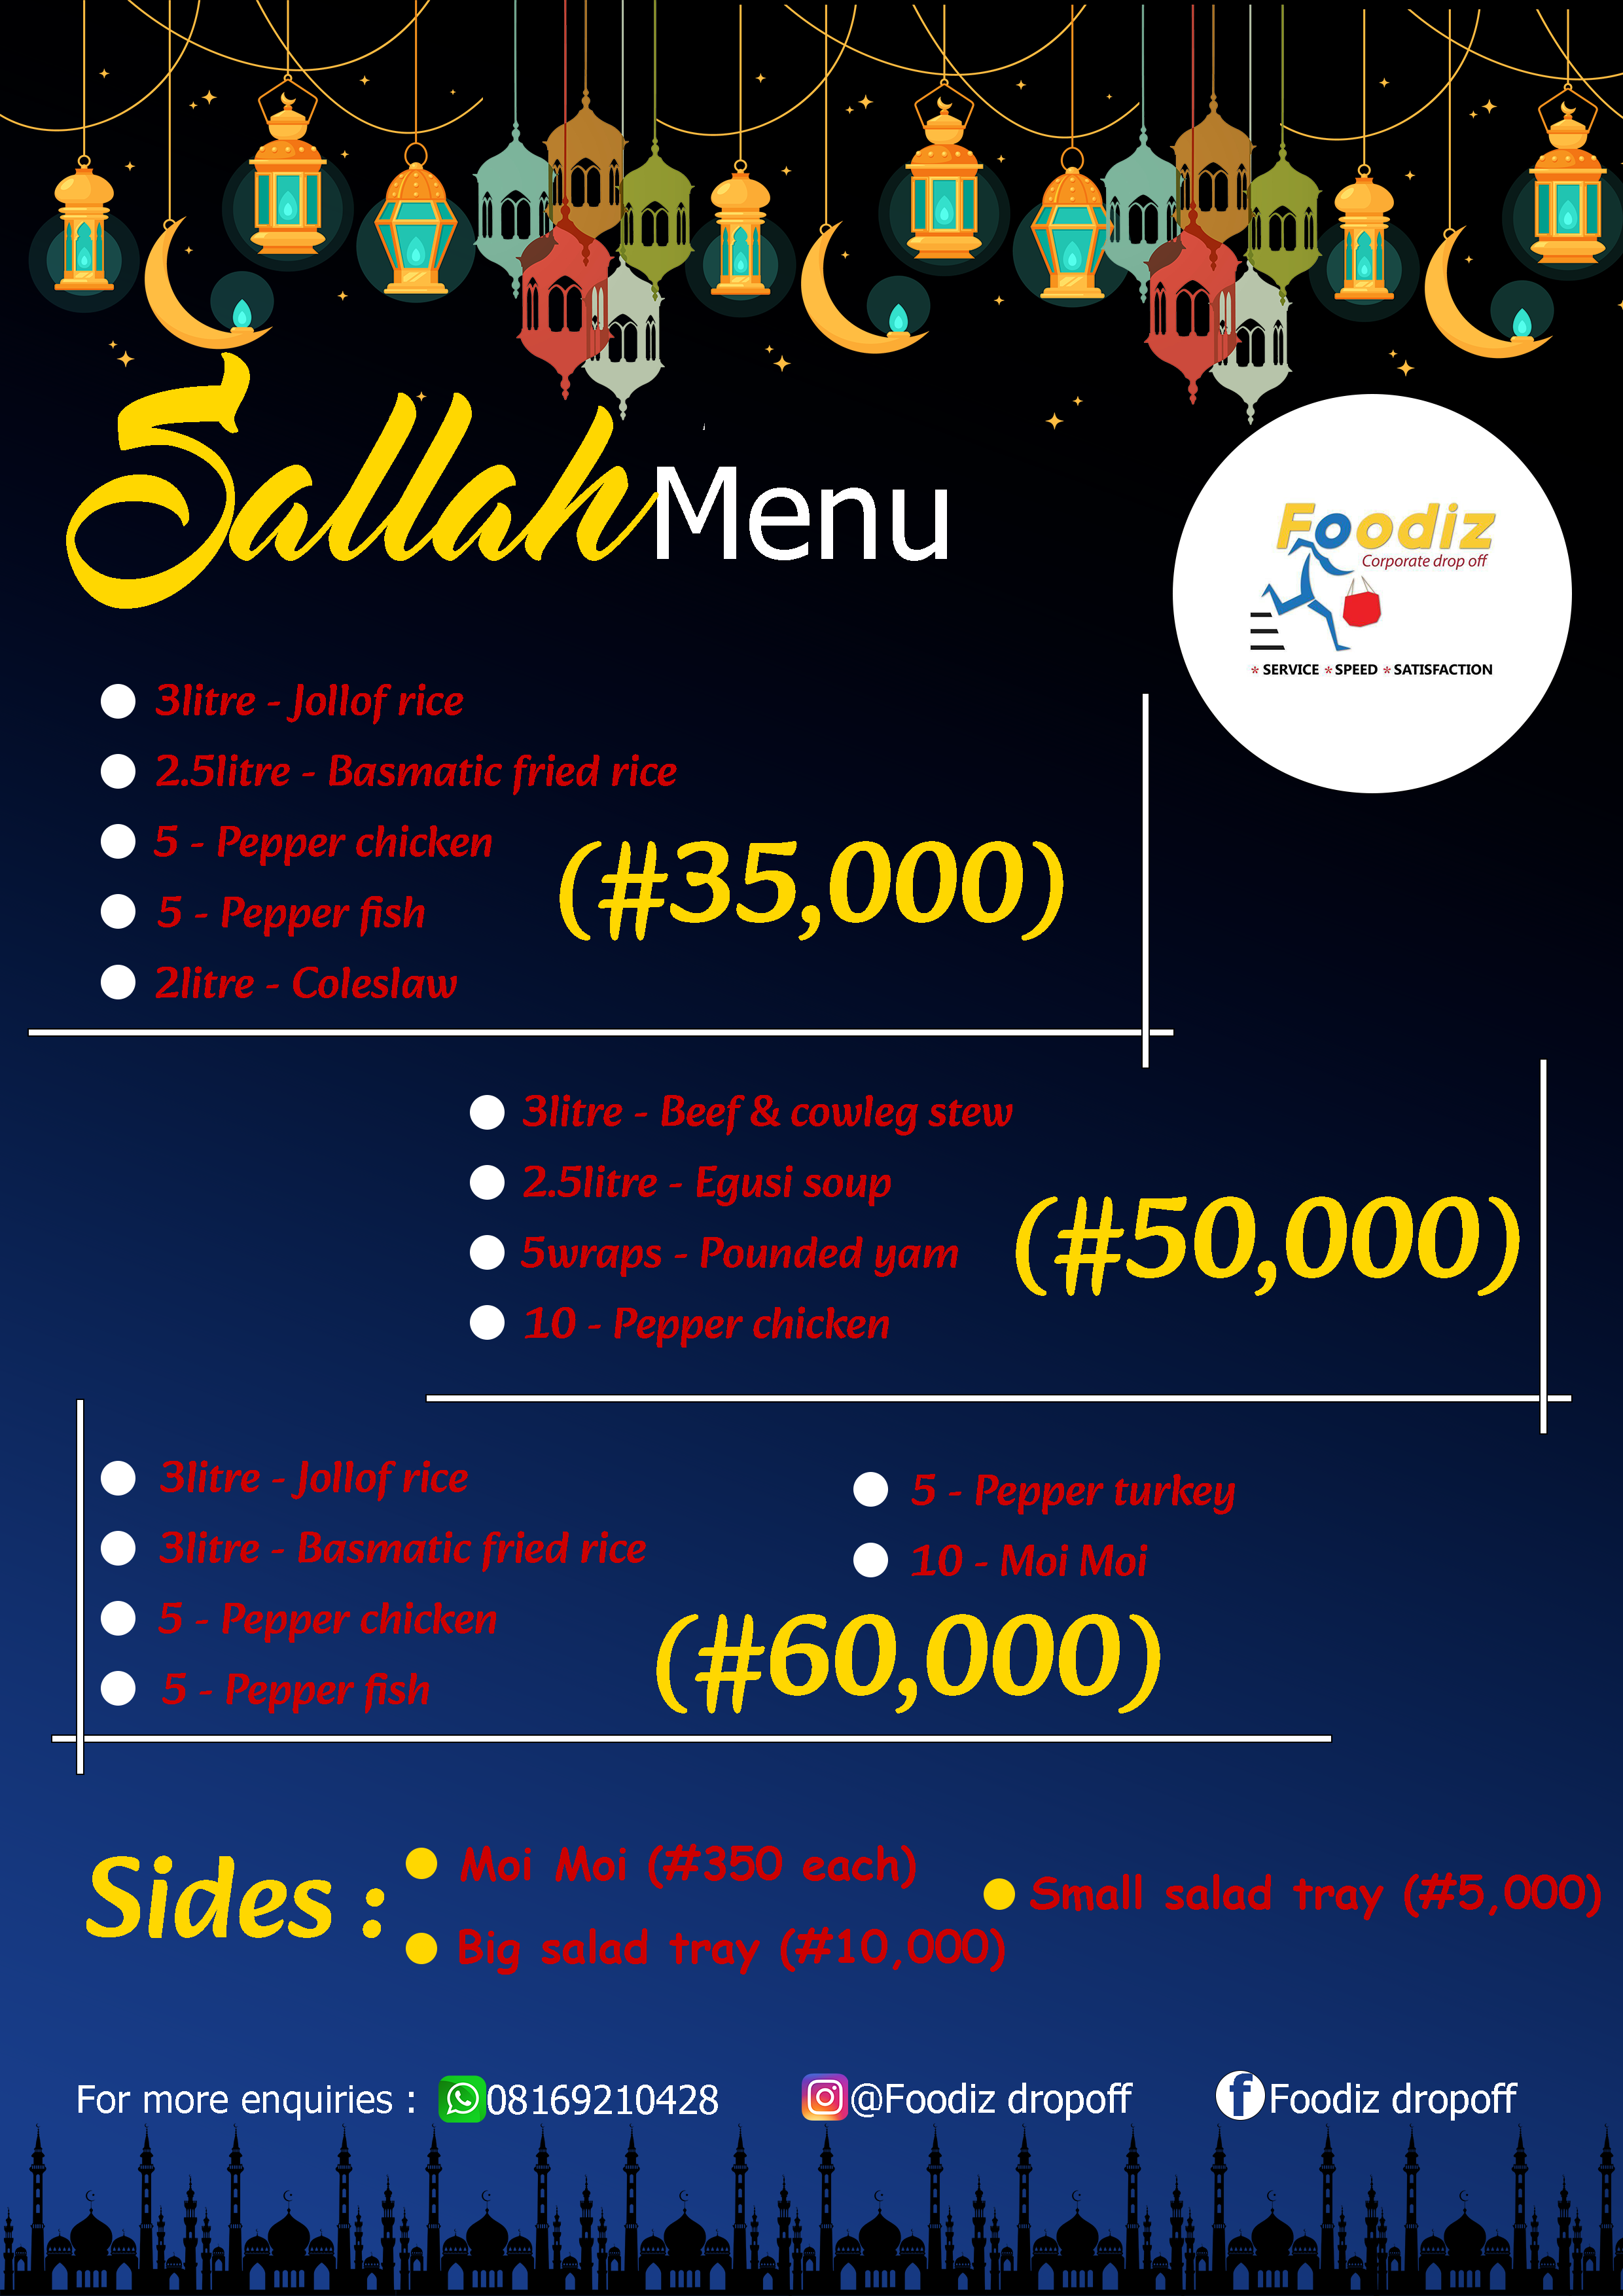 Sallah Menu
Foodiz
Corporate drop off
* SERVICE * SPEED * SATISFACTION
3litre - Jollof rice
2.5litre - Basmatic fried rice
5 - Pepper chicken
5 - Pepper fish
2litre - Coleslaw
(#35,000)
3litre - Beef & cowleg stew
2.5litre - Egusi soup
5wraps - Pounded yam
10 - Pepper chicken
(#50,000)
3litre - Jollof rice
3litre - Basmatic fried rice
5 - Pepper chicken
5 - Pepper fish
5 - Pepper turkey
10 - Moi Moi
(#60,000)
Sides :
Moi Moi (#350 each)
Big salad tray (#10,000)
Small salad tray (#5,000)
For more enquiries : 08169210428 @Foodiz dropoff Foodiz dropoff